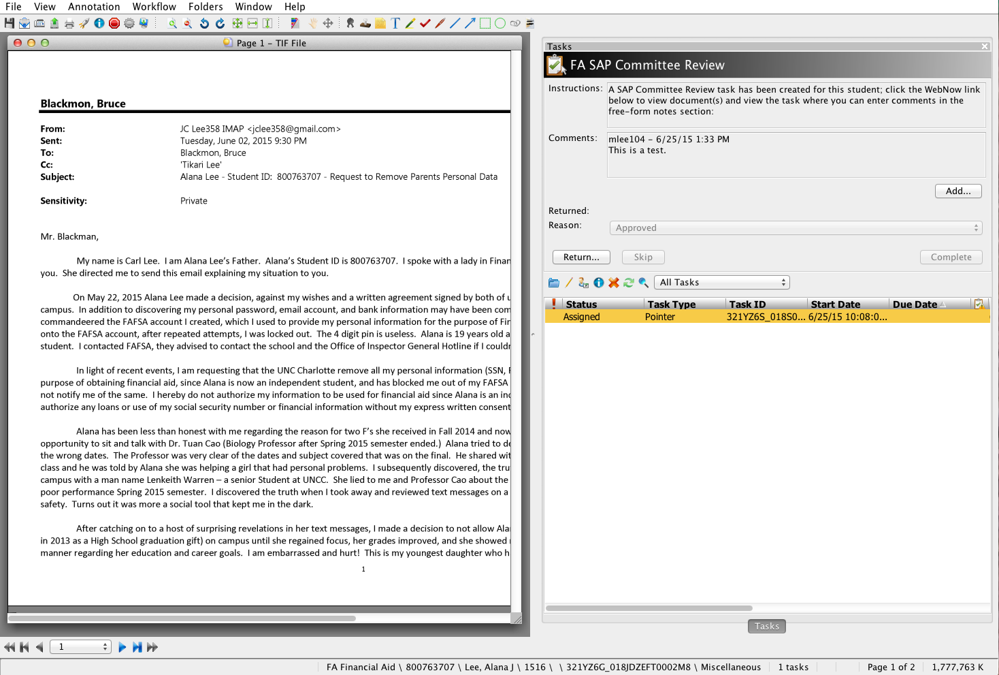 File View Annotation Workflow Folders Window Help
Page 1 – TIF File
Blackmon, Bruce
From: JC Lee358 IMAP <jclee358@gmail.com>
Sent: Tuesday, June 02, 2015 9:30 PM
To: Blackmon, Bruce
Cc: 'Tikari Lee'
Subject: Alana Lee - Student ID: 800763707 - Request to Remove Parents Personal Data
Sensitivity: Private
Mr. Blackman,
My name is Carl Lee. I am Alana Lee's Father. Alana's Student ID is 800763707. I spoke with a lady in Finan
you. She directed me to send this email explaining my situation to you.
On May 22, 2015 Alana Lee made a decision, against my wishes and a written agreement signed by both of u
campus. In addition to discovering my personal password, email account, and bank information may have been com
commandeered the FAFSA account I created, which I used to provide my personal information for the purpose of Fin
onto the FAFSA account, after repeated attempts, I was locked out. The 4 digit pin is useless. Alana is 19 years old a
student. I contacted FAFSA, they advised to contact the school and the Office of Inspector General Hotline if I couldn
In light of recent events, I am requesting that the UNC Charlotte remove all my personal information (SSN,
purpose of obtaining financial aid, since Alana is now an independent student, and has blocked me out of my FAFSA
not notify me of the same. I hereby do not authorize my information to be used for financial aid since Alana is an inc
authorize any loans or use of my social security number or financial information without my express written consent
Alana has been less than honest with me regarding the reason for two F's she received in Fall 2014 and now
opportunity to sit and talk with Dr. Tuan Cao (Biology Professor after Spring 2015 semester ended.) Alana tried to de
the wrong dates. The Professor was very clear of the dates and subject covered that was on the final. He shared wit
class and he was told by Alana she was helping a girl that had personal problems. I subsequently discovered, the tru
campus with a man name Lenkeith Warren – a senior Student at UNCC. She lied to me and Professor Cao about the
poor performance Spring 2015 semester. I discovered the truth when I took away and reviewed text messages on a
safety. Turns out it was more a social tool that kept me in the dark.
After catching on to a host of surprising revelations in her text messages, I made a decision to not allow Ala
in 2013 as a High School graduation gift) on campus until she regained focus, her grades improved, and she showed
manner regarding her education and career goals. I am embarrassed and hurt! This is my youngest daughter who h
1
Tasks
FA SAP Committee Review
Instructions: A SAP Committee Review task has been created for this student; click the WebNow link
below to view document(s) and view the task where you can enter comments in the
free-form notes section:
Comments: mlee104 – 6/25/15 1:33 PM
This is a test.
Add...
Returned:
Reason: Approved
Return... Skip Complete
All Tasks
! Status Task Type Task ID Start Date Due Date
Assigned Pointer 321YZ6S_018S0... 6/25/15 10:08:0...
Tasks
1
FA Financial Aid \ 800763707 \ Lee, Alana J \ 1516 \ \ 321YZ6G_018JDZEFT0002M8 \ Miscellaneous 1 tasks Page 1 of 2 1,777,763 K